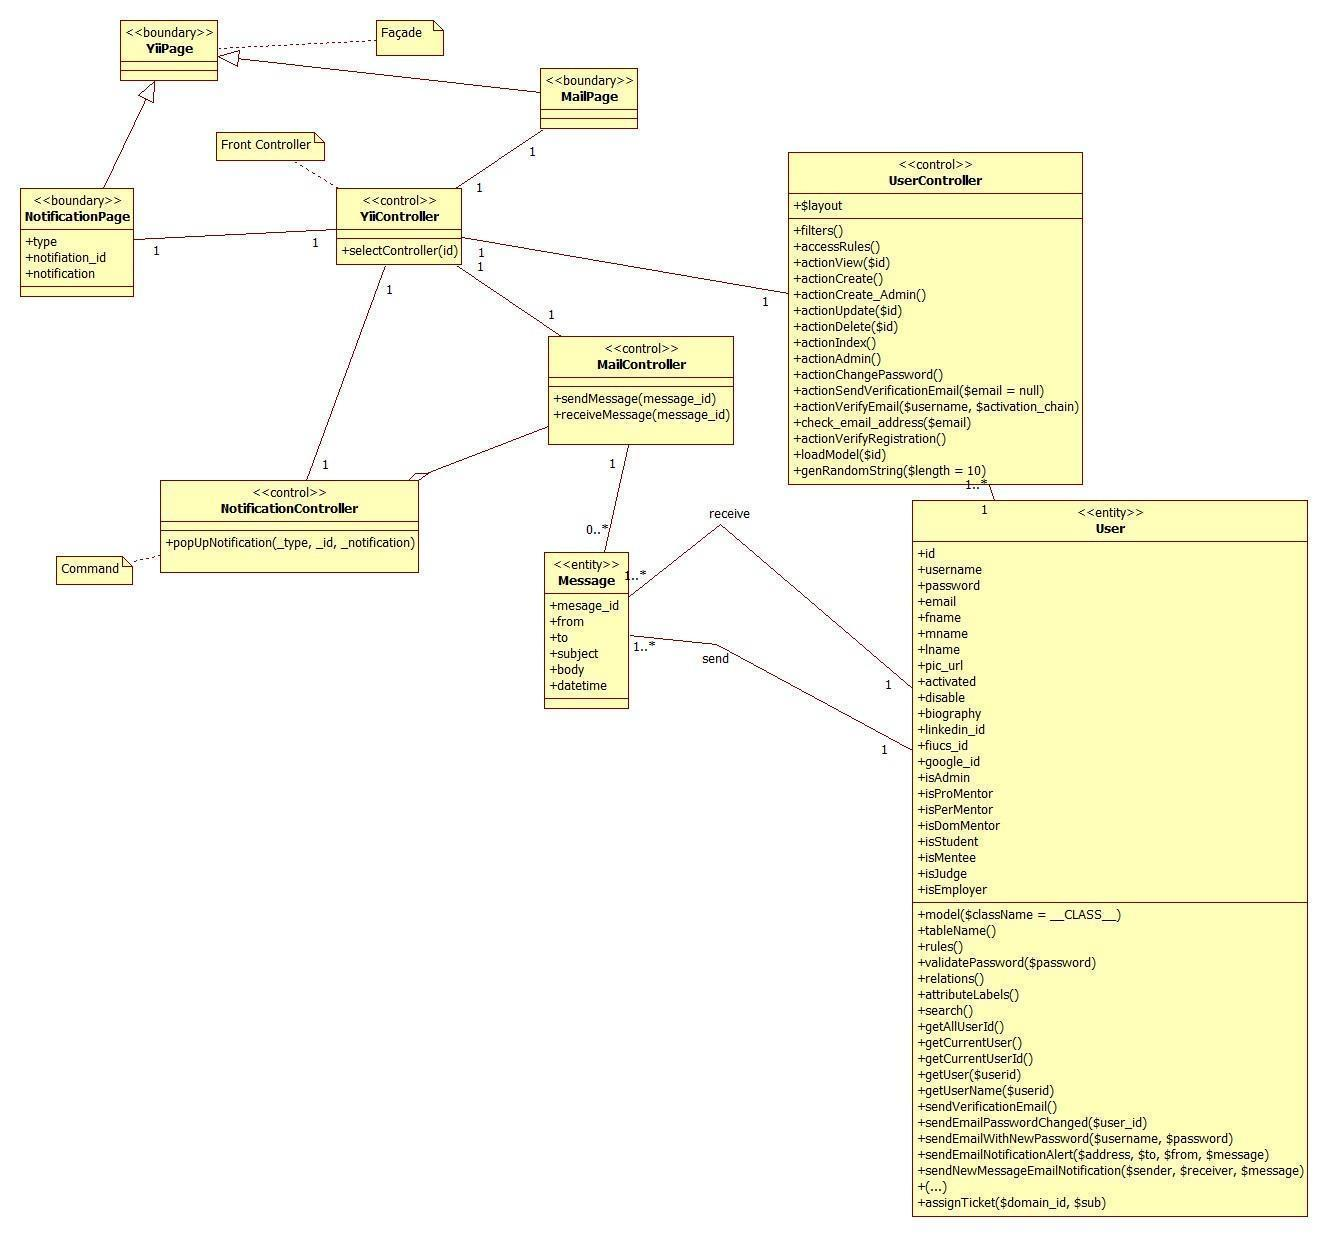 <<boundary>>
YiiPage
Façade
<<boundary>>
MailPage
Front Controller
1
1
<<boundary>>
NotificationPage
+type
+notifiation_id
+notification
<<control>>
YiiController
+selectController(id)
1
1
1
1
1
1
1
1
<<control>>
UserController
+$layout
+filters()
+accessRules()
+actionView($id)
+actionCreate()
+actionCreate_Admin()
+actionUpdate($id)
+actionDelete($id)
+actionIndex()
+actionAdmin()
+actionChangePassword()
+actionSendVerificationEmail($email = null)
+actionVerifyEmail($username, $activation_chain)
+check_email_address($email)
+actionVerifyRegistration()
+loadModel($id)
+genRandomString($length = 10)
<<control>>
MailController
+sendMessage(message_id)
+receiveMessage(message_id)
<<control>>
NotificationController
+popUpNotification(_type, _id, _notification)
Command
1
0..*
<<entity>>
Message
+mesage_id
+from
+to
+subject
+body
+datetime
receive
1..*
1
1..*
send
1
1..*
1
<<entity>>
User
+id
+username
+password
+email
+fname
+mname
+lname
+pic_url
+activated
+disable
+biography
+linkedin_id
+fiucs_id
+google_id
+isAdmin
+isProMentor
+isPerMentor
+isDomMentor
+isStudent
+isMentee
+isJudge
+isEmployer
+model($className = __CLASS__)
+tableName()
+rules()
+validatePassword($password)
+relations()
+attributeLabels()
+search()
+getAllUserId()
+getCurrentUser()
+getCurrentUserId()
+getUser($userid)
+getUserName($userid)
+sendVerificationEmail()
+sendEmailPasswordChanged($user_id)
+sendEmailWithNewPassword($username, $password)
+sendEmailNotificationAlert($address, $to, $from, $message)
+sendNewMessageEmailNotification($sender, $receiver, $message)
+(...)
+assignTicket($domain_id, $sub)